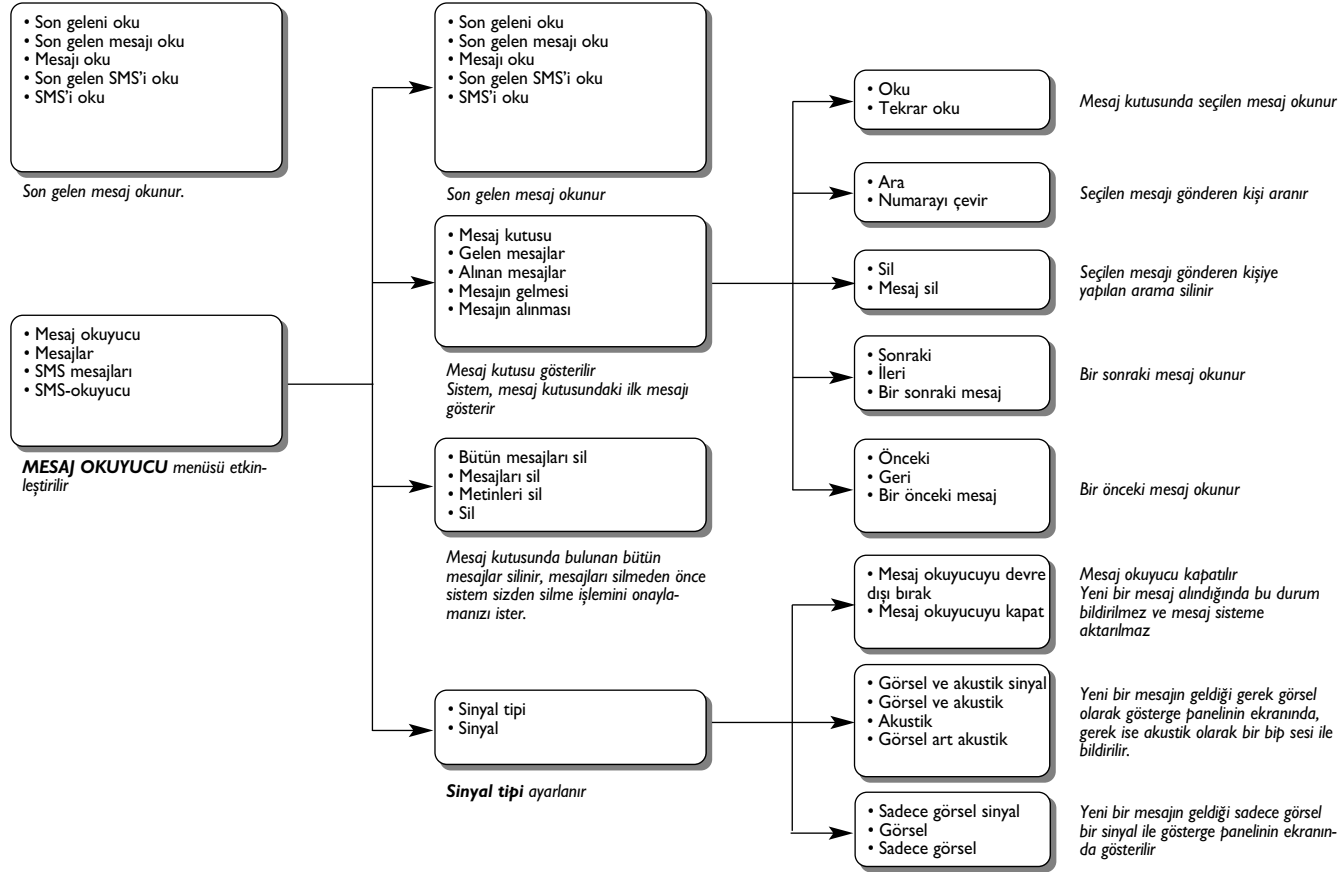 • Son geleni oku
• Son gelen mesajı oku
• Mesajı oku
• Son gelen SMS’i oku
• SMS’i oku
Son gelen mesaj okunur.
• Mesaj okuyucu
• Mesajlar
• SMS mesajları
• SMS-okuyucu
MESAJ OKUYUCU menüsü etkin-
leştirilir
• Son geleni oku
• Son gelen mesajı oku
• Mesajı oku
• Son gelen SMS’i oku
• SMS’i oku
Son gelen mesaj okunur
• Mesaj kutusu
• Gelen mesajlar
• Alınan mesajlar
• Mesajın gelmesi
• Mesajın alınması
Mesaj kutusu gösterilir
Sistem, mesaj kutusundaki ilk mesajı
gösterir
• Bütün mesajları sil
• Mesajları sil
• Metinleri sil
• Sil
Mesaj kutusunda bulunan bütün
mesajlar silinir, mesajları silmeden önce
sistem sizden silme işlemini onayla-
manızı ister.
• Sinyal tipi
• Sinyal
Sinyal tipi ayarlanır
• Oku
• Tekrar oku
Mesaj kutusunda seçilen mesaj okunur
• Ara
• Numarayı çevir
Seçilen mesajı gönderen kişi aranır
• Sil
• Mesaj sil
Seçilen mesajı gönderen kişiye
yapılan arama silinir
• Sonraki
• İleri
• Bir sonraki mesaj
Bir sonraki mesaj okunur
• Önceki
• Geri
• Bir önceki mesaj
Bir önceki mesaj okunur
• Mesaj okuyucuyu devre
dışı bırak
• Mesaj okuyucuyu kapat
Mesaj okuyucu kapatılır
Yeni bir mesaj alındığında bu durum
bildirilmez ve mesaj sisteme
aktarılmaz
• Görsel ve akustik sinyal
• Görsel ve akustik
• Akustik
• Görsel art akustik
Yeni bir mesajın geldiği gerek görsel
olarak gösterge panelinin ekranında,
gerek ise akustik olarak bir bip sesi ile
bildirilir.
• Sadece görsel sinyal
• Görsel
• Sadece görsel
Yeni bir mesajın geldiği sadece görsel
bir sinyal ile gösterge panelinin ekranın-
da gösterilir